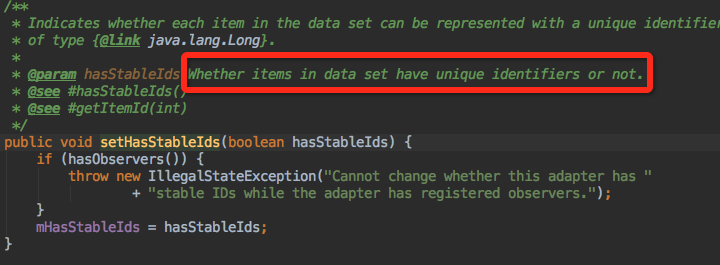 /**
* Indicates whether each item in the data set can be represented with a unique identifier
* of type {@link java.lang.Long}.
*
* @param hasStableIds Whether items in data set have unique identifiers or not.
* @see #hasStableIds()
* @see #getItemId(int)
*/
public void setHasStableIds(boolean hasStableIds) {
if (hasObservers()) {
throw new IllegalStateException("Cannot change whether this adapter has "
+ "stable IDs while the adapter has registered observers.");
}
mHasStableIds = hasStableIds;
}